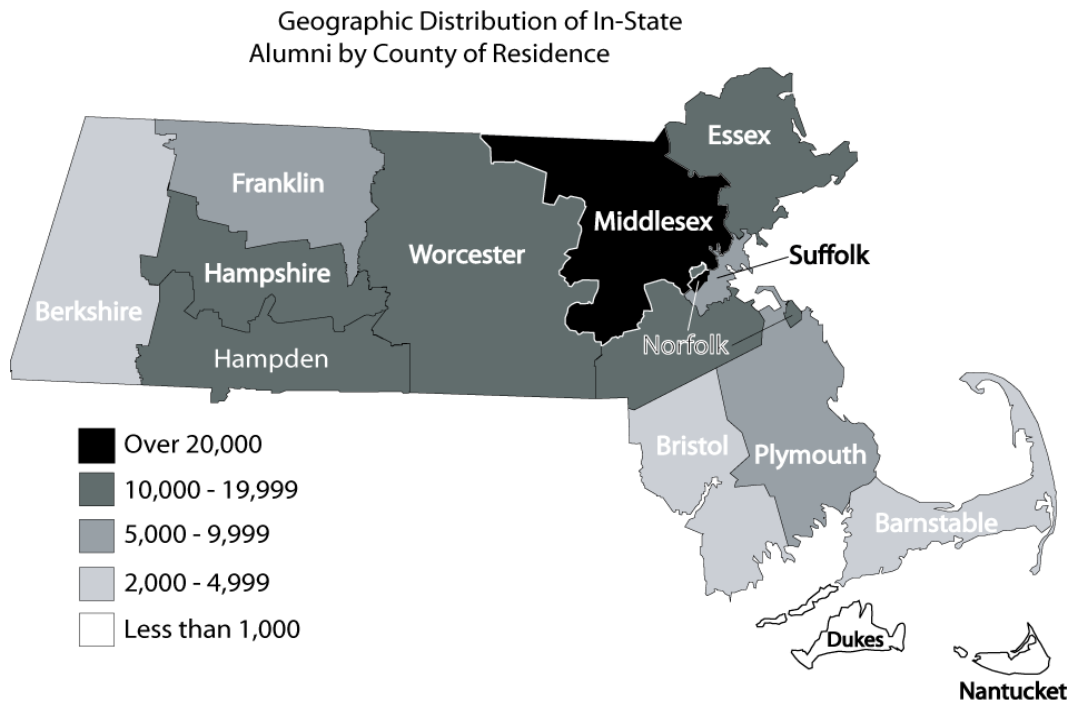 Geographic Distribution of In-State
Alumni by County of Residence
Essex
Franklin
Middlesex
Worcester
Suffolk
Hampshire
Berkshire
Norfolk
Hampden
Over 20,000
Bristol
Plymouth
10,000 - 19,999
Barnstable
5,000 - 9,999
2,000 - 4,999
Less than 1,000
Dukes
Nantucket